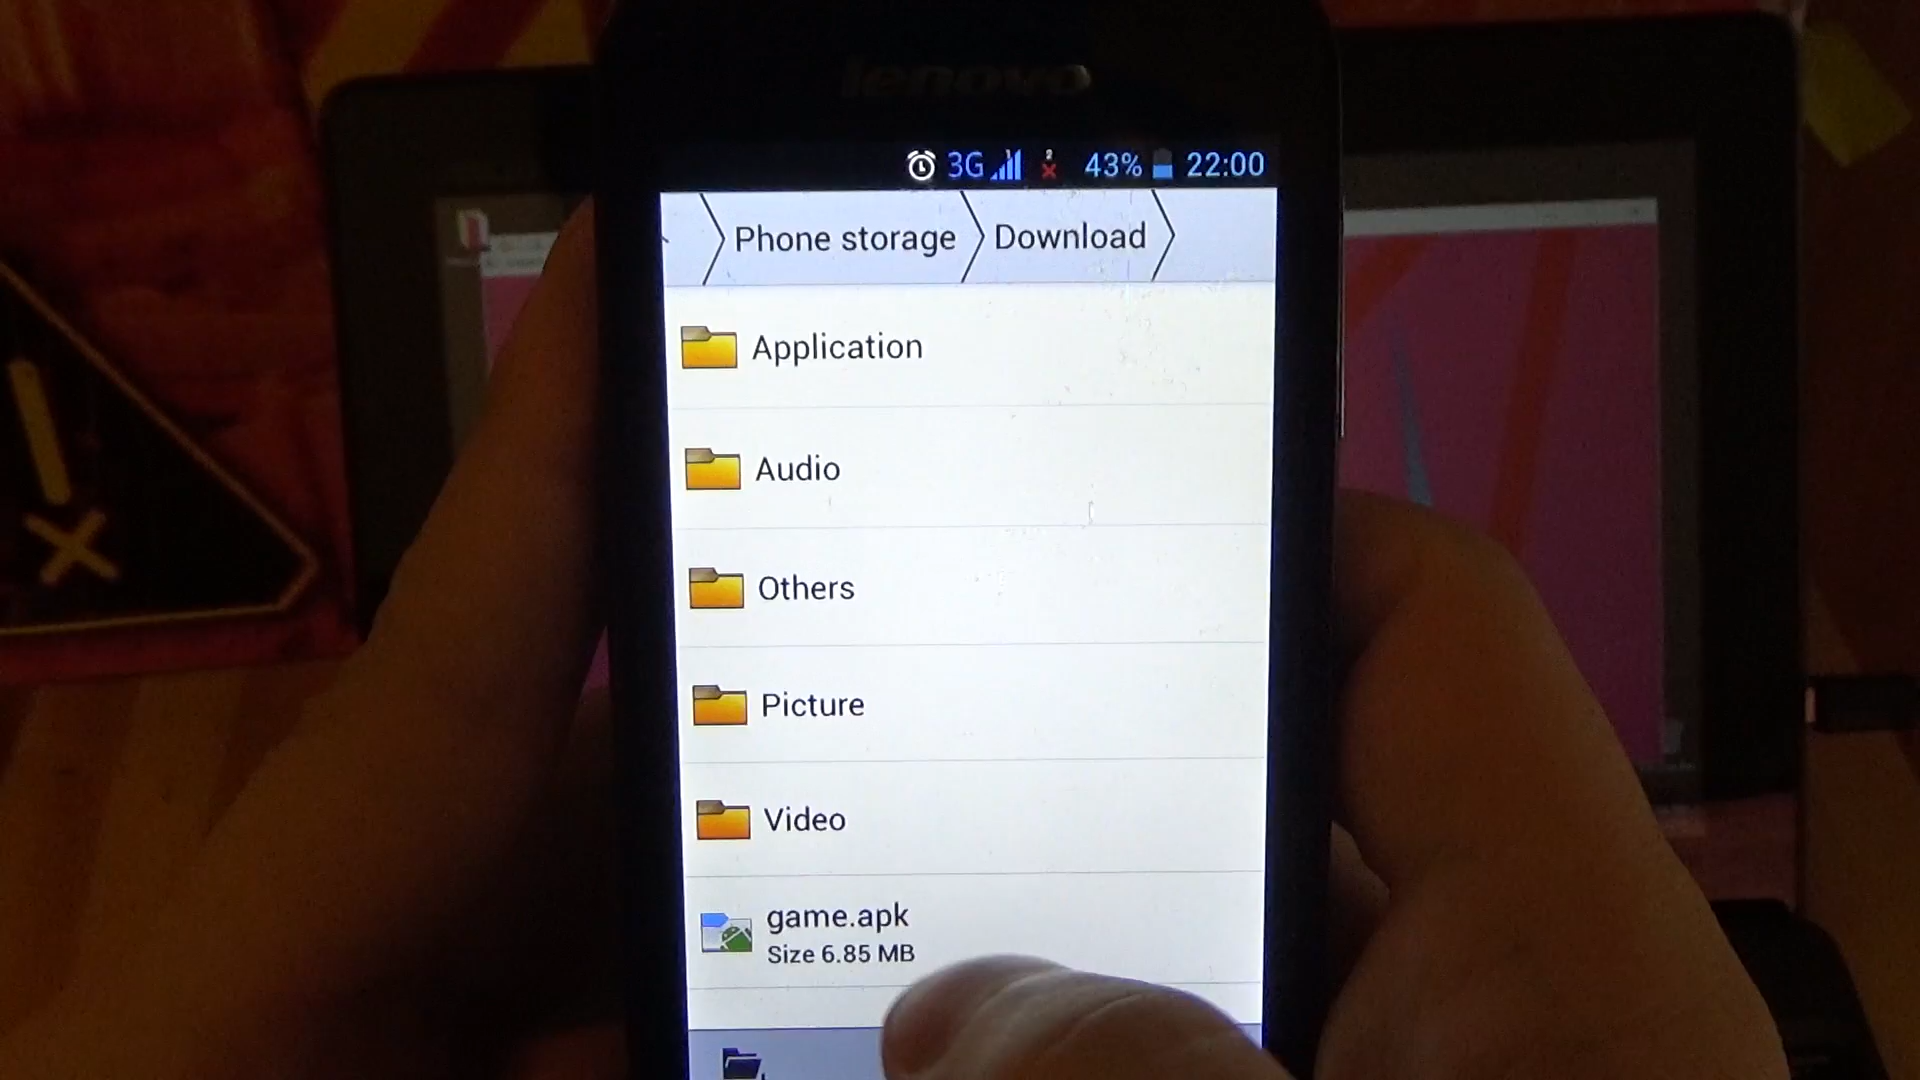 lenovo
3G 43% 22:00
Phone storage Download
Application
Audio
Others
Picture
Video
game.apk
Size 6.85 MB